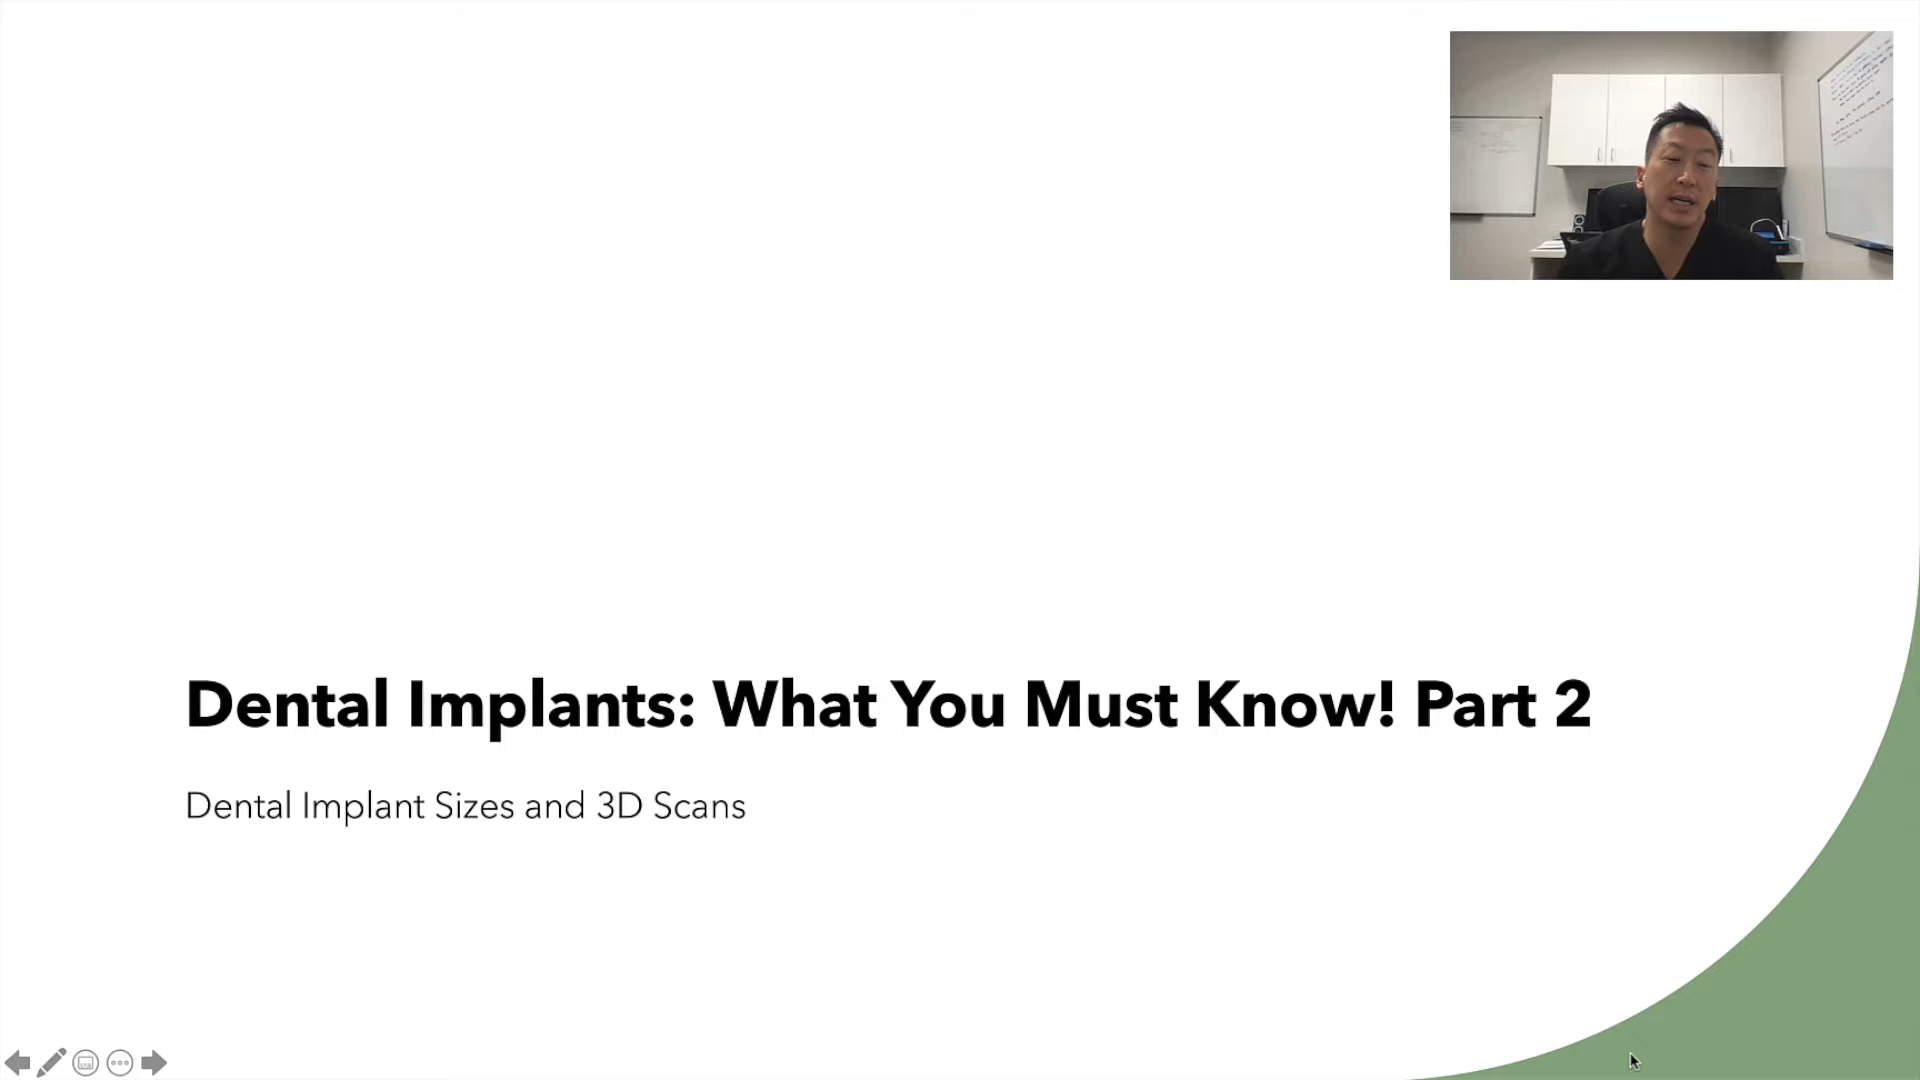 Dental Implants: What You Must Know! Part 2
Dental Implant Sizes and 3D Scans